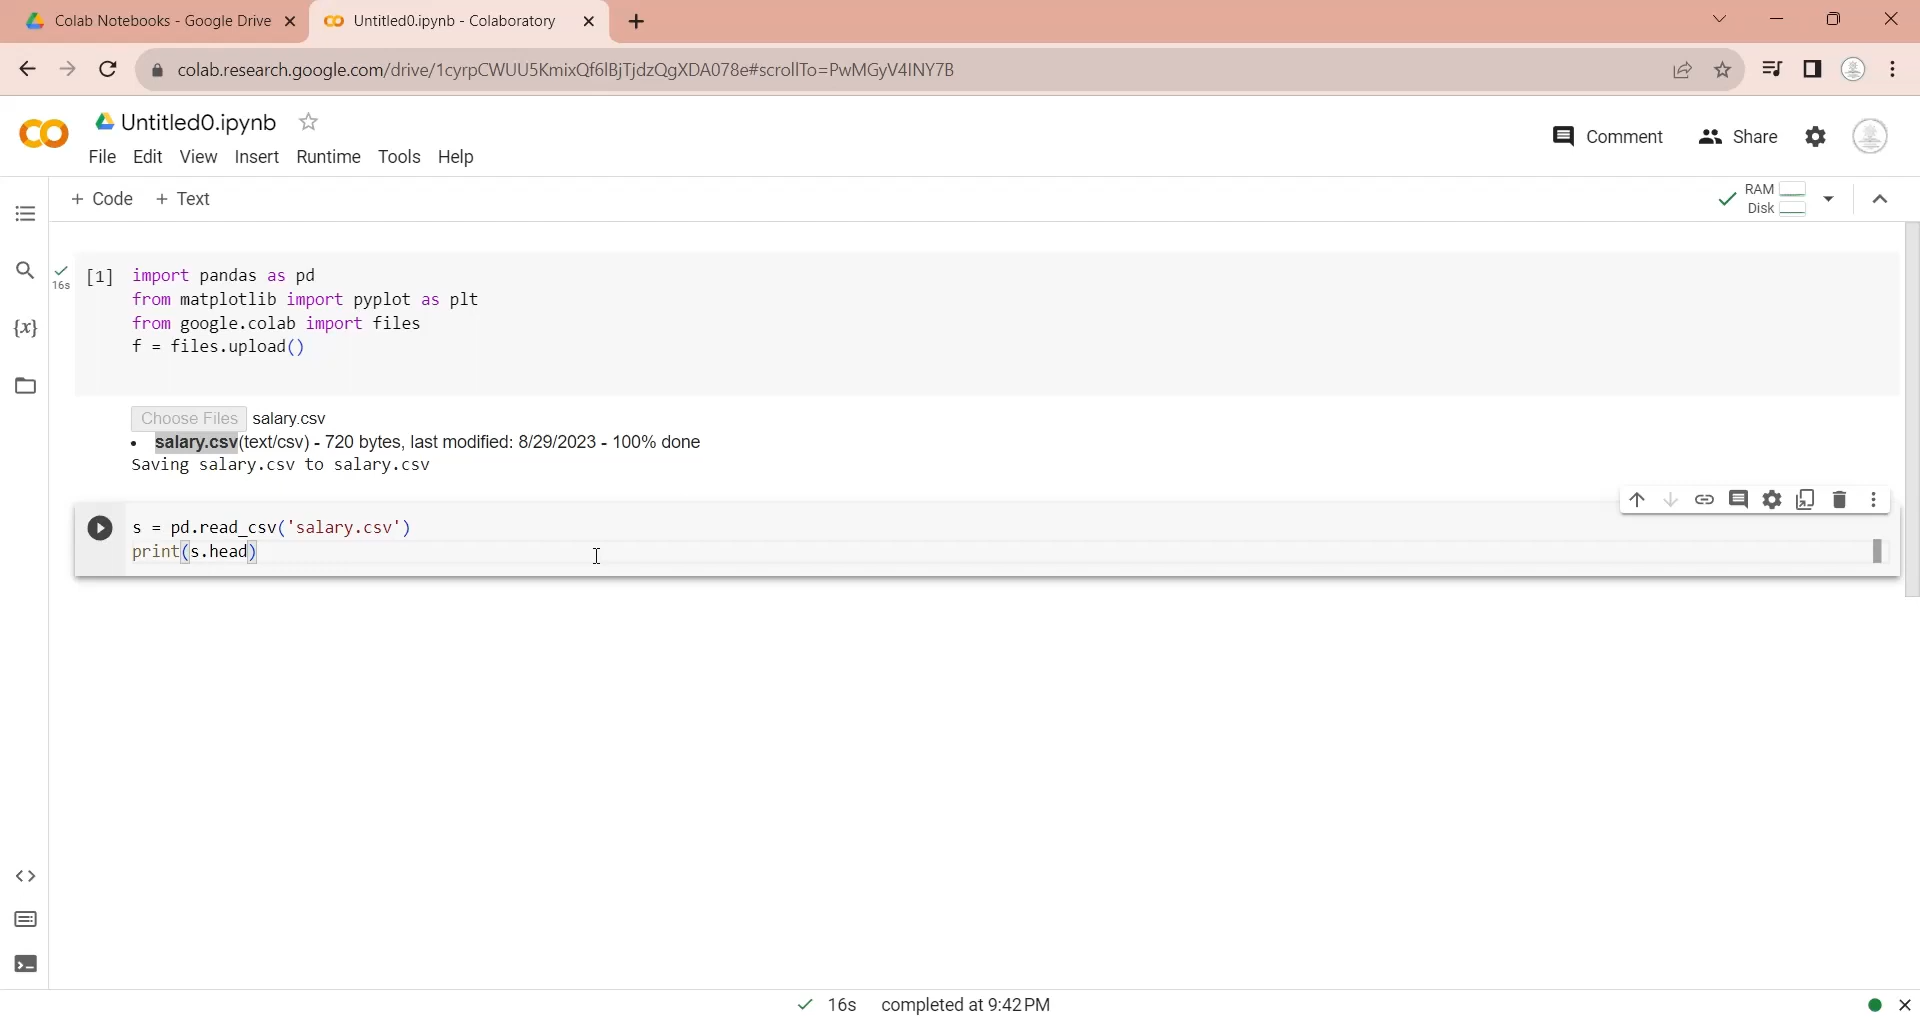 Colab Notebooks - Google Drive
Untitled0.ipynb - Colaboratory
colab.research.google.com/drive/1cyrpCWUU5KmixQf6lBjTjdzQgXDA078e#scrollTo=PwMGyV4INY7B
Untitled0.ipynb
Comment
Share
File Edit View Insert Runtime Tools Help
+ Code + Text
RAM
Disk
[1] import pandas as pd
16s
from matplotlib import pyplot as plt
from google.colab import files
f = files.upload()
{x}
Choose Files salary.csv
• salary.csv(text/csv) - 720 bytes, last modified: 8/29/2023 - 100% done
Saving salary.csv to salary.csv
s = pd.read_csv('salary.csv')
print(s.head)
16s completed at 9:42 PM